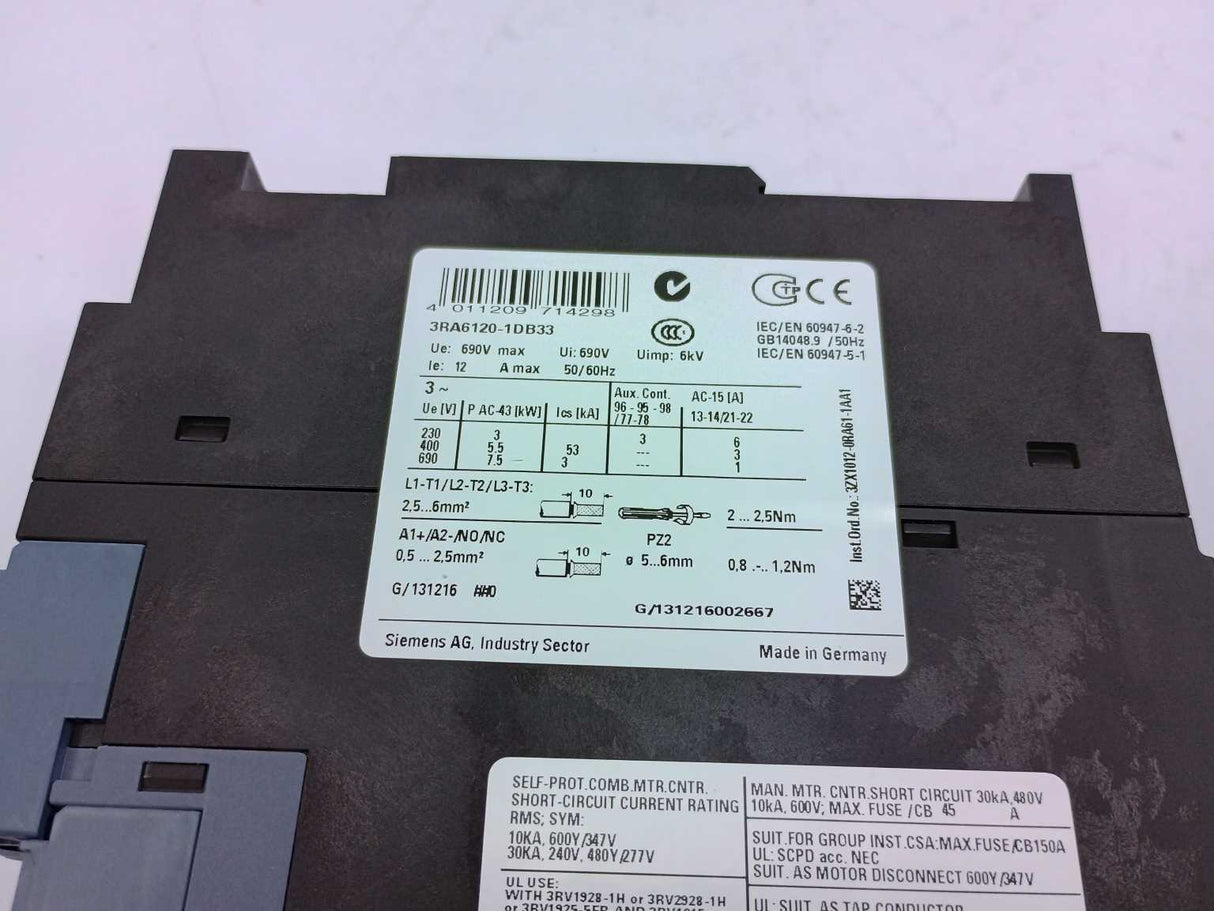 4 011209 714298
3RA6120-1DB33
IEC/EN 60947-6-2
GB14048.9 /50Hz
IEC/EN 60947-5-1
Ue: 690V max Ui: 690V Uimp: 6kV
Ie: 12 A max 50/60Hz
3 ~
Aux. Cont. AC-15 [A]
Ue [V] P AC-43 [kW] Ics [kA] 96 - 95 - 98 /77-78 13-14/21-22
230 3 53 3 6
400 5.5 --- 3
690 7.5 3 --- 1
L1-T1/L2-T2/L3-T3:
10
2,5...6mm² 2 ... 2,5Nm
PZ2
A1+/A2-/NO/NC
10
0,5 ... 2,5mm² ø 5...6mm 0,8 ... 1,2Nm
G/131216
G/131216002667
Inst.Ord.No.: 3ZX1012-0RA61-1AA1
Siemens AG, Industry Sector
Made in Germany
SELF-PROT.COMB.MTR.CNTR.
SHORT-CIRCUIT CURRENT RATING
RMS; SYM:
10KA, 600Y/347V
30KA, 240V, 480Y/277V
UL USE:
WITH 3RV1928-1H or 3RV2928-1H
MAN. MTR. CNTR.SHORT CIRCUIT 30kA,480V
10kA, 600V; MAX. FUSE /CB 45 A
SUIT.FOR GROUP INST.CSA:MAX.FUSE/CB150A
UL: SCPD acc. NEC
SUIT. AS MOTOR DISCONNECT 600Y/347V
UL: SUIT. AS TAP CONDUCTOR